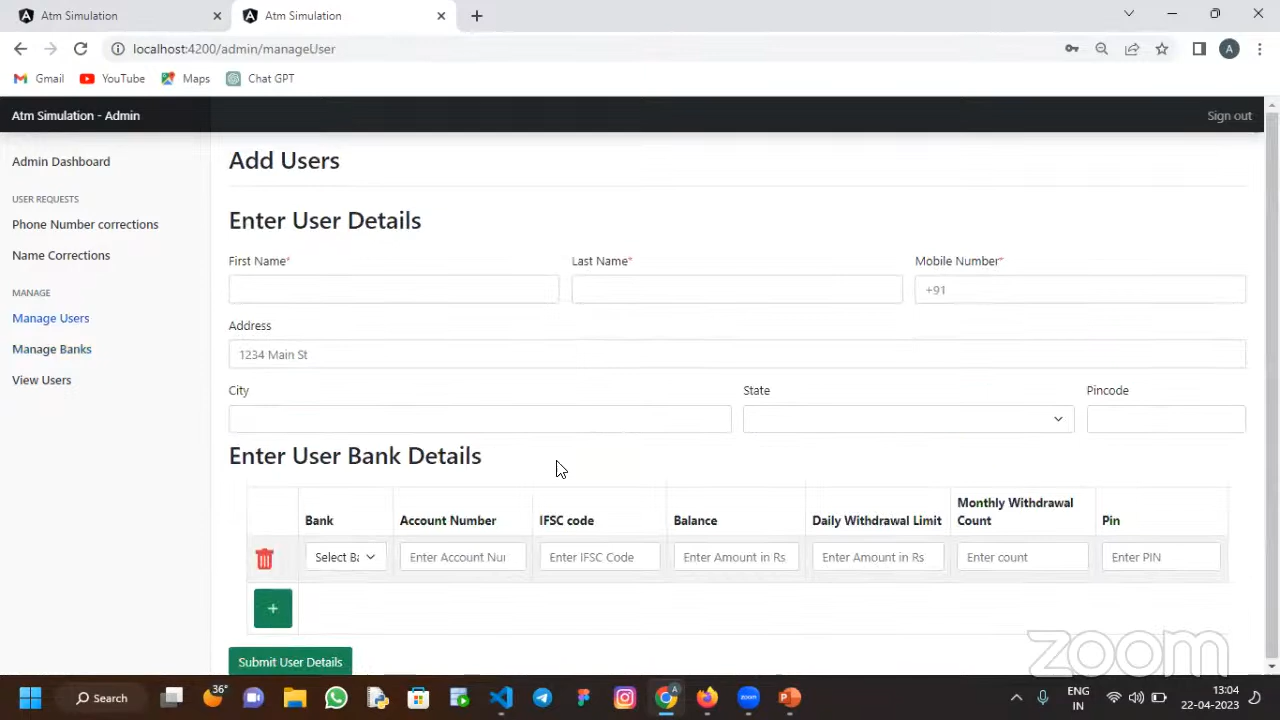 Atm Simulation
Atm Simulation
localhost:4200/admin/manageUser
A
Gmail
YouTube
Maps
Chat GPT
Atm Simulation - Admin
Sign out
Admin Dashboard
USER REQUESTS
Phone Number corrections
Name Corrections
MANAGE
Manage Users
Manage Banks
View Users
Add Users
Enter User Details
First Name*
Last Name*
Mobile Number*
+91
Address
1234 Main St
City
State
Pincode
Enter User Bank Details
Bank
Account Number
IFSC code
Balance
Daily Withdrawal Limit
Monthly Withdrawal
Count
Pin
Select Ba
Enter Account Nur
Enter IFSC Code
Enter Amount in Rs
Enter Amount in Rs
Enter count
Enter PIN
+
Submit User Details
zoom
Search
36°
zoom
A
ENG
IN
13:04
22-04-2023